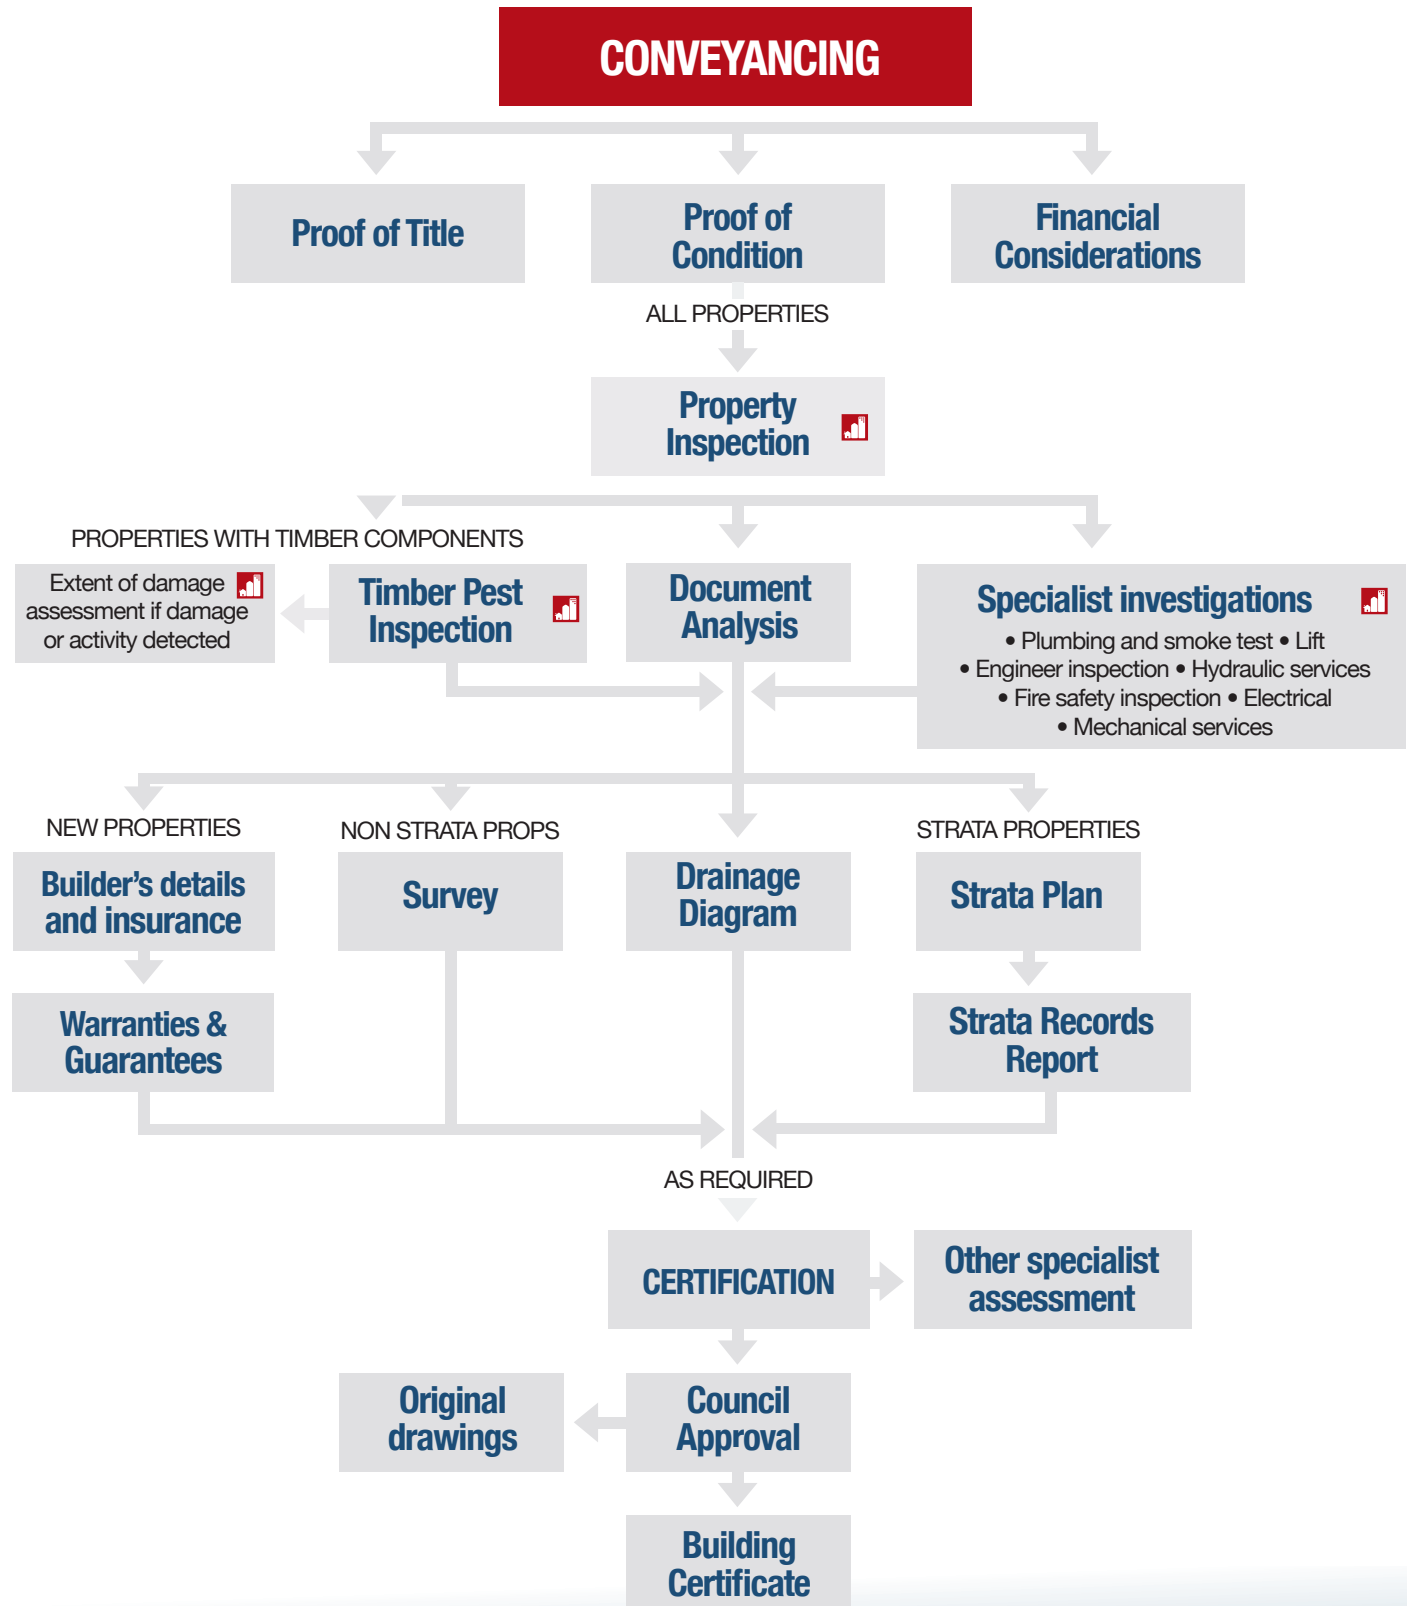 CONVEYANCING
Proof of Title
Proof of
Condition
Financial
Considerations
ALL PROPERTIES
Property
Inspection
PROPERTIES WITH TIMBER COMPONENTS
Extent of damage
assessment if damage
or activity detected
Timber Pest
Inspection
Document
Analysis
Specialist investigations
• Plumbing and smoke test • Lift
• Engineer inspection • Hydraulic services
• Fire safety inspection • Electrical
• Mechanical services
NEW PROPERTIES
Builder’s details
and insurance
NON STRATA PROPS
Survey
Drainage
Diagram
STRATA PROPERTIES
Strata Plan
Warranties &
Guarantees
Strata Records
Report
AS REQUIRED
CERTIFICATION
Other specialist
assessment
Original
drawings
Council
Approval
Building
Certificate